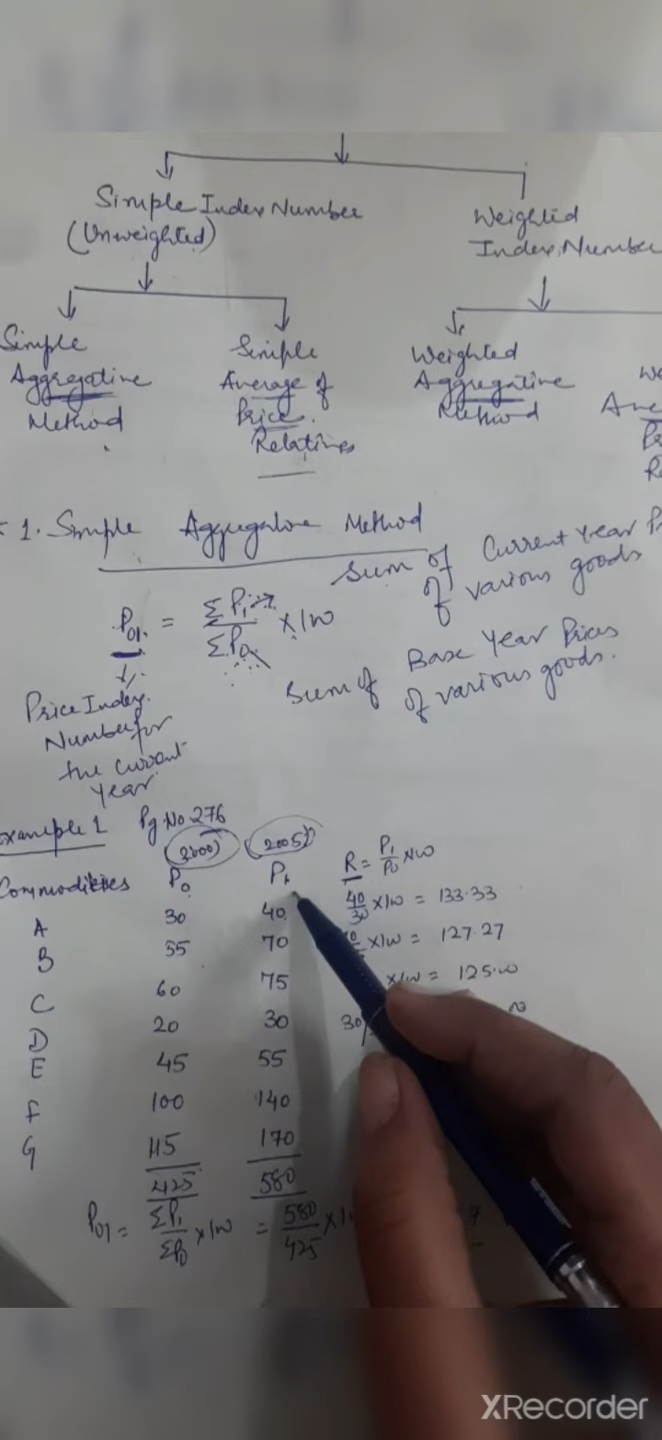 Simple Index Number
(Unweighted)
Weighted
Index Number
Simple
Aggregative
Method
Simple
Average of
Price
Relatives
Weighted
Aggregative
Method
1. Simple Aggregative Method
P01 = ΣP1 / ΣP0 × 100
Sum of Current Year
of various goods
Sum of Base Year Prices
of various goods.
Price Index
Number for
the current
year
Example 1 Pg No 276
(2000) (2005)
Commodities P0 P1 R = P1/P0 × 100
A 30 40 40/30 × 100 = 133.33
B 55 70 × 100 = 127.27
C 60 75 × 100 = 125.00
D 20 30 30/
E 45 55
F 100 140
G 115 170
425 580
P01 = ΣP1/ΣP0 × 100 = 580/425 ×
XRecorder